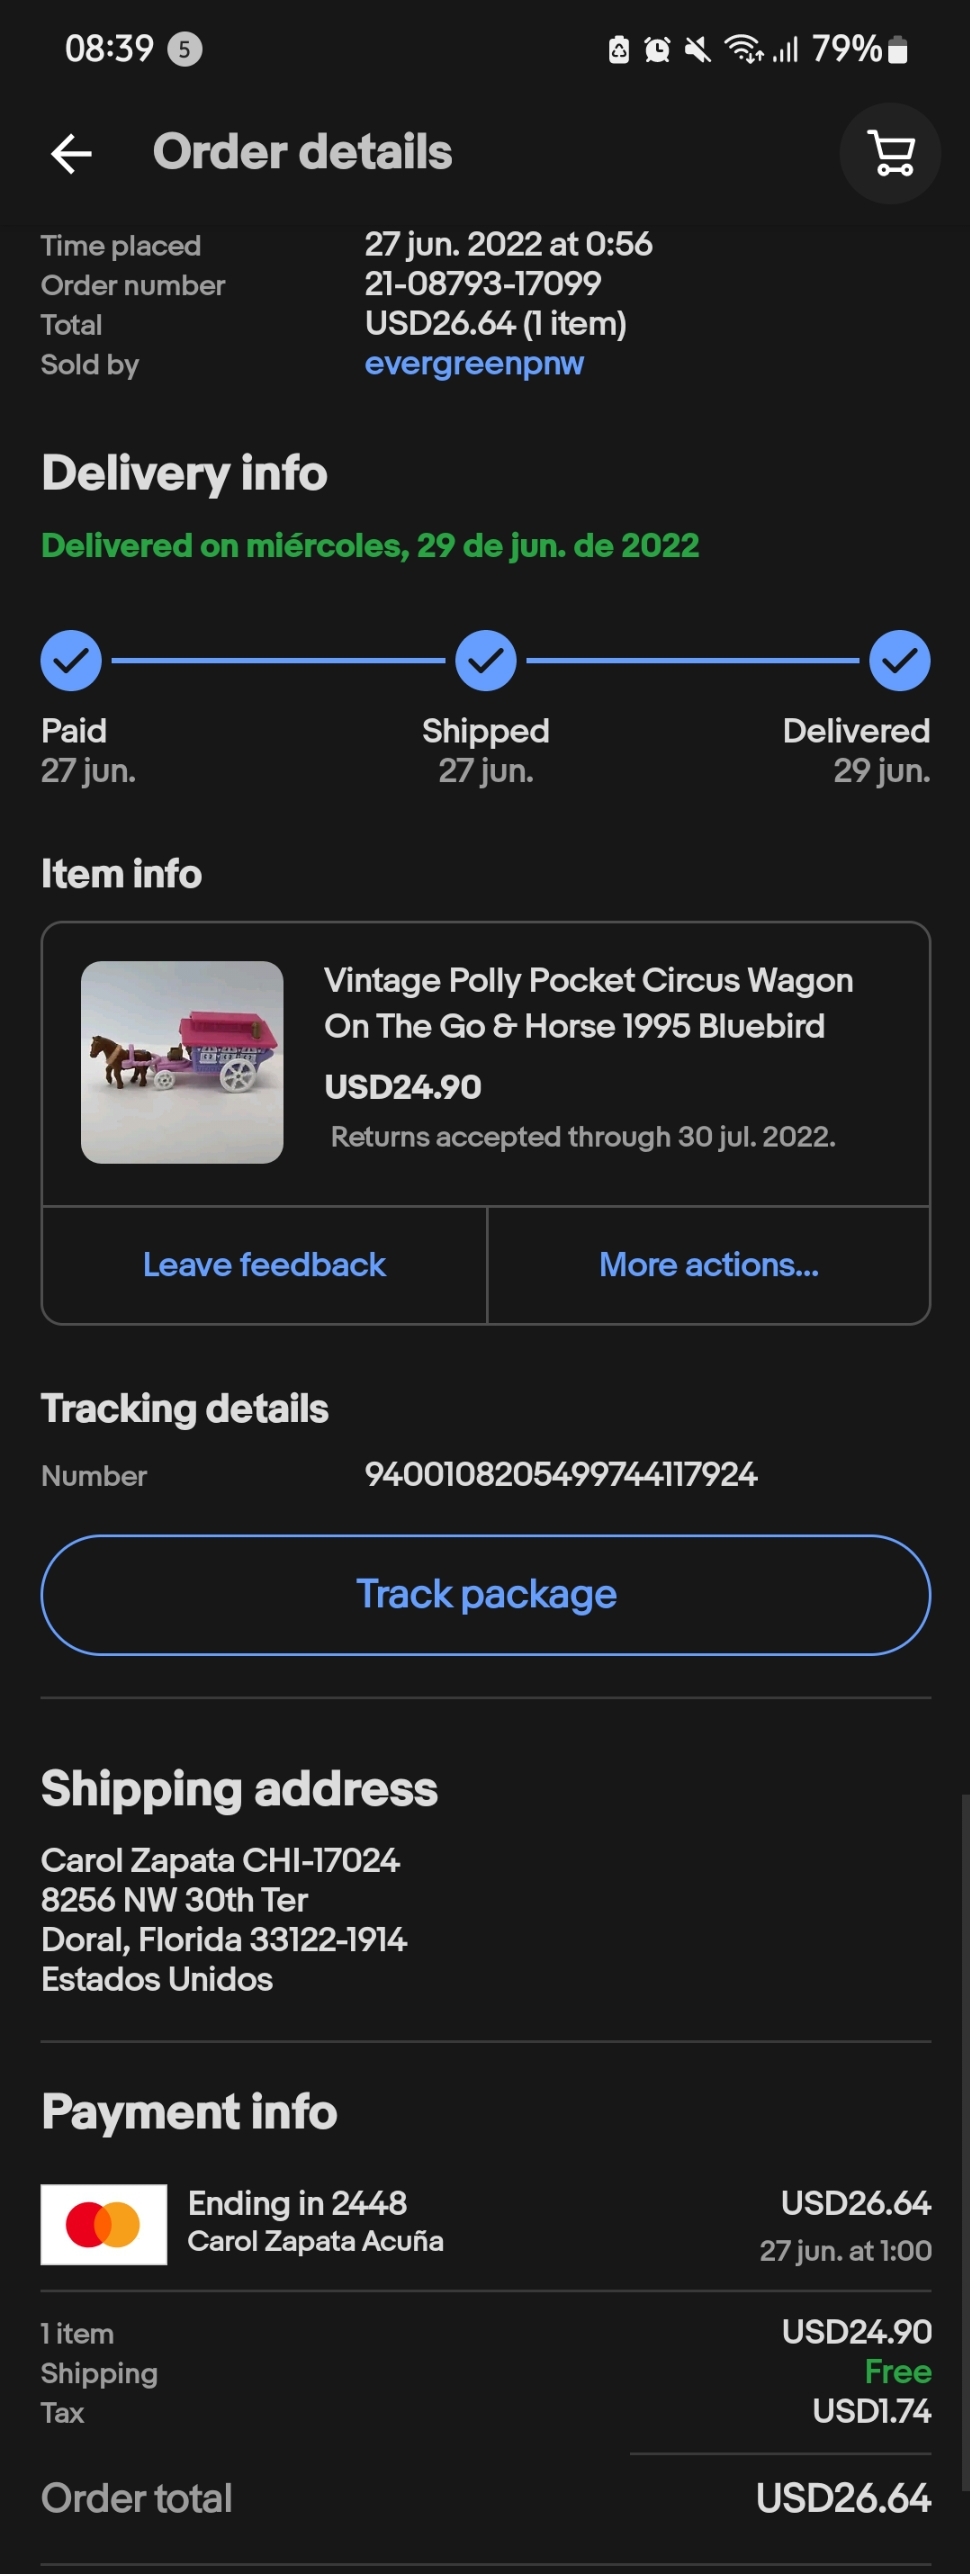 08:39 5 79%
Order details
Time placed 27 jun. 2022 at 0:56
Order number 21-08793-17099
Total USD26.64 (1 item)
Sold by evergreenpnw
Delivery info
Delivered on miércoles, 29 de jun. de 2022
Paid Shipped Delivered
27 jun. 27 jun. 29 jun.
Item info
Vintage Polly Pocket Circus Wagon
On The Go & Horse 1995 Bluebird
USD24.90
Returns accepted through 30 jul. 2022.
Leave feedback More actions...
Tracking details
Number 9400108205499744117924
Track package
Shipping address
Carol Zapata CHI-17024
8256 NW 30th Ter
Doral, Florida 33122-1914
Estados Unidos
Payment info
Ending in 2448 USD26.64
Carol Zapata Acuña 27 jun. at 1:00
1 item USD24.90
Shipping Free
Tax USD1.74
Order total USD26.64